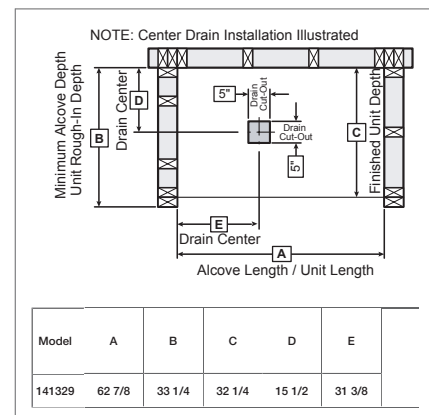 NOTE: Center Drain Installation Illustrated
Minimum Alcove Depth
Unit Rough-In Depth
B
Drain Center
D
5"
Drain
Cut-Out
Drain
Cut-Out
5"
C
Finished Unit Depth
E
Drain Center
A
Alcove Length / Unit Length
Model A B C D E
141329 62 7/8 33 1/4 32 1/4 15 1/2 31 3/8